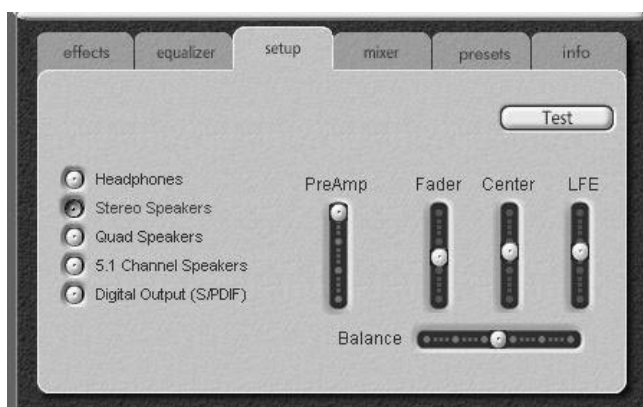 effects equalizer setup mixer presets info
Test
Headphones
Stereo Speakers
Quad Speakers
5.1 Channel Speakers
Digital Output (S/PDIF)
PreAmp Fader Center LFE
Balance